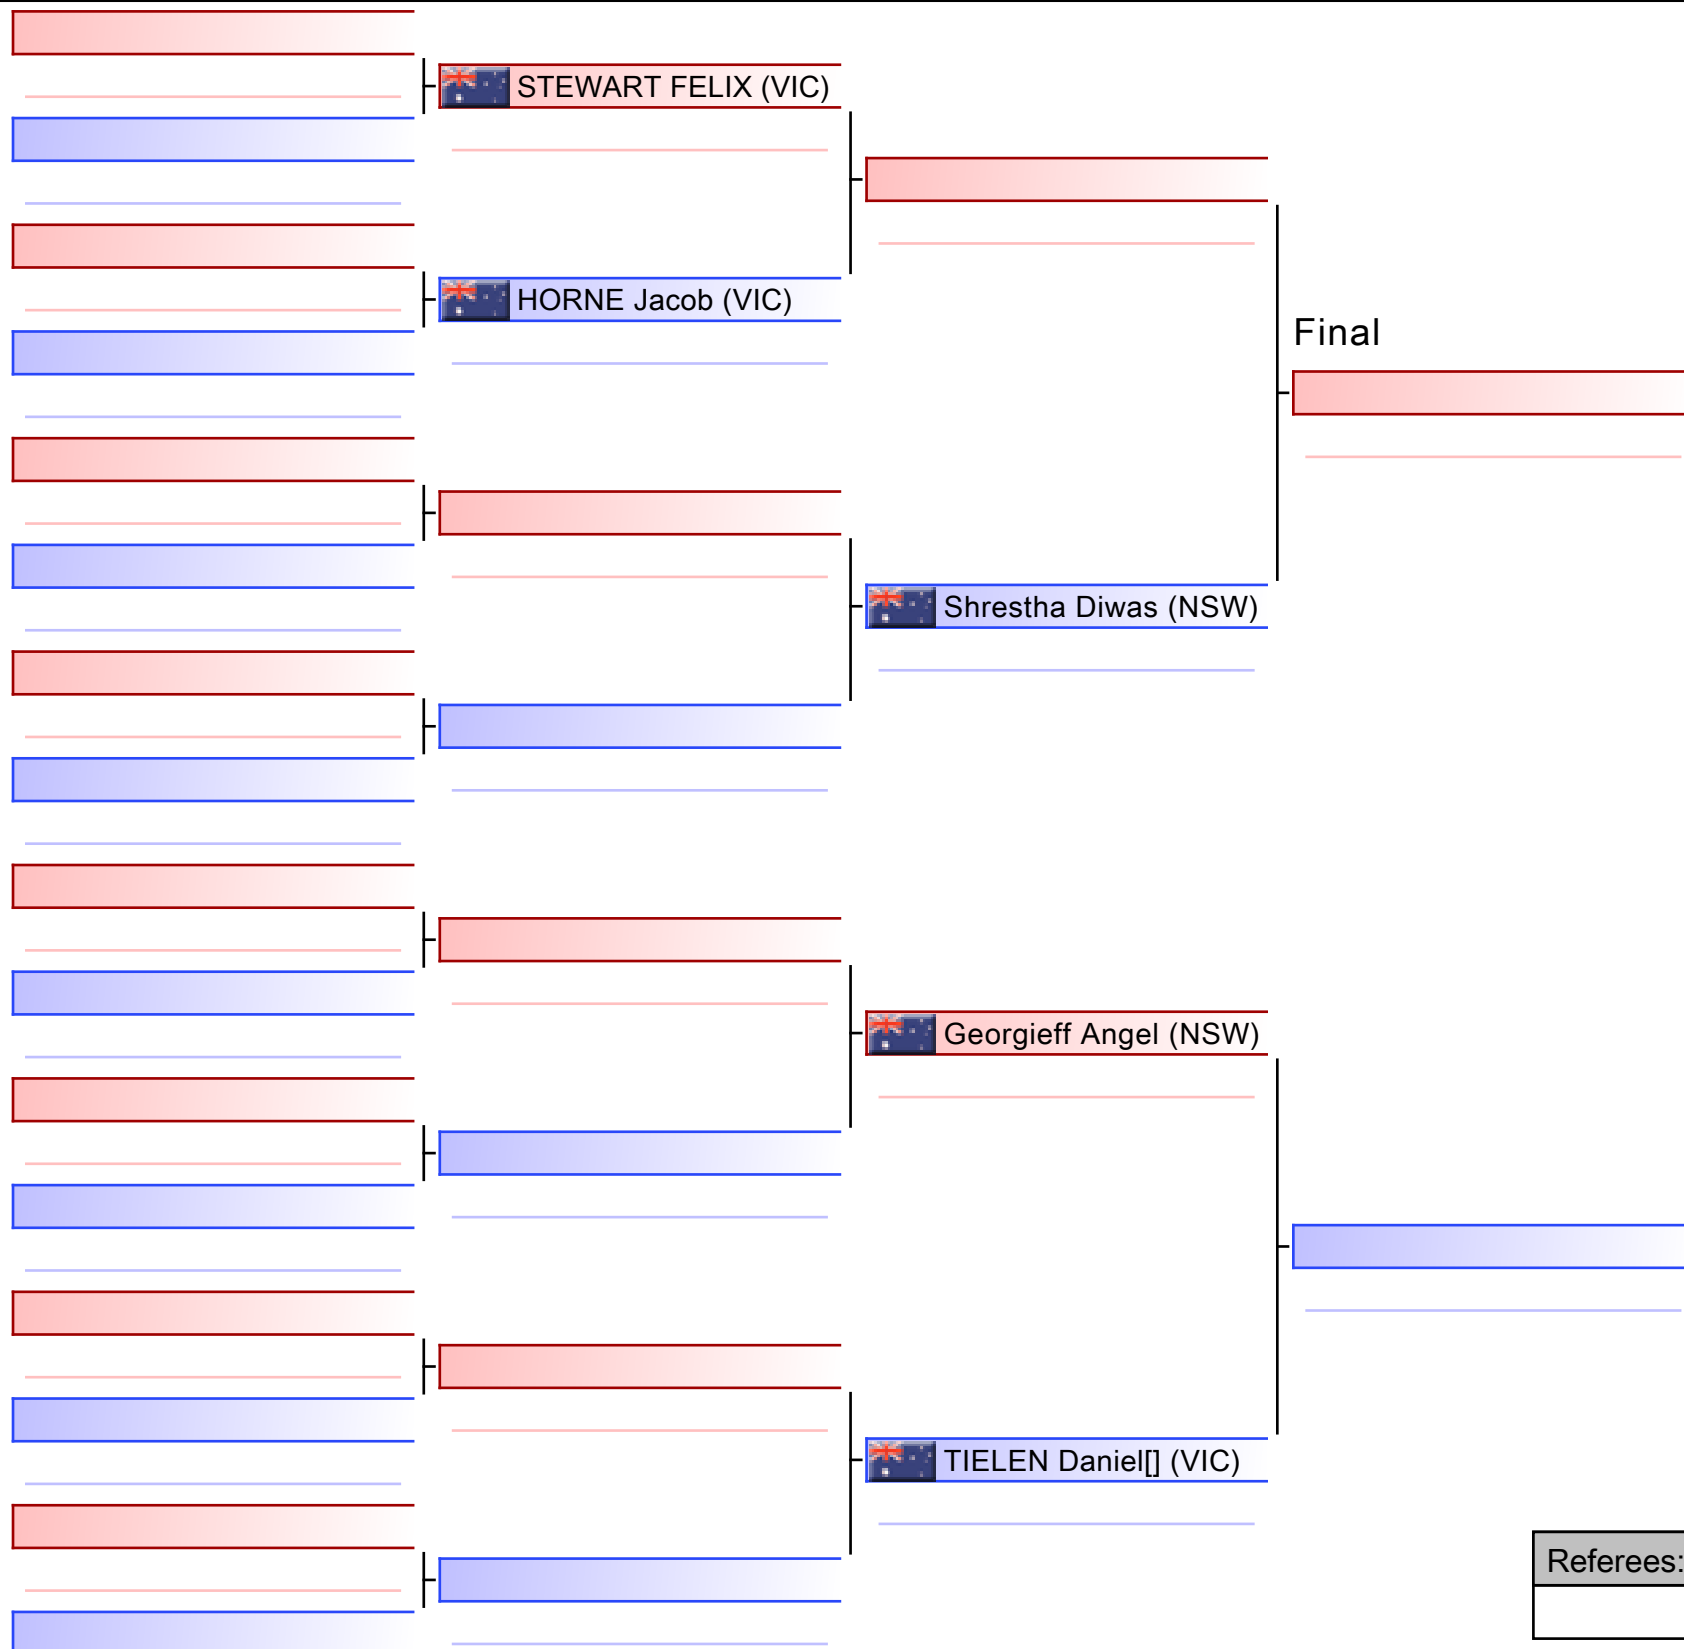 STEWART FELIX (VIC)
HORNE Jacob (VIC)
Final
Shrestha Diwas (NSW)
Georgieff Angel (NSW)
TIELEN Daniel[] (VIC)
Referees: